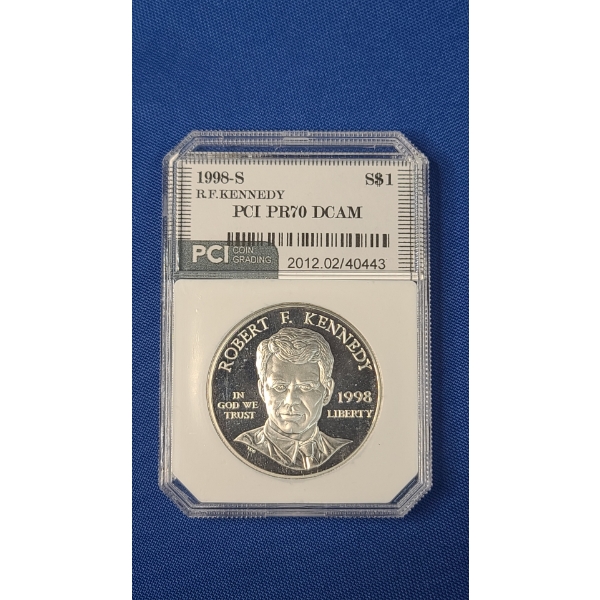 1998-S S$1
R.F.KENNEDY
PCI PR70 DCAM
PCI COIN GRADING
2012.02/40443
ROBERT F. KENNEDY
IN GOD WE TRUST
1998
LIBERTY